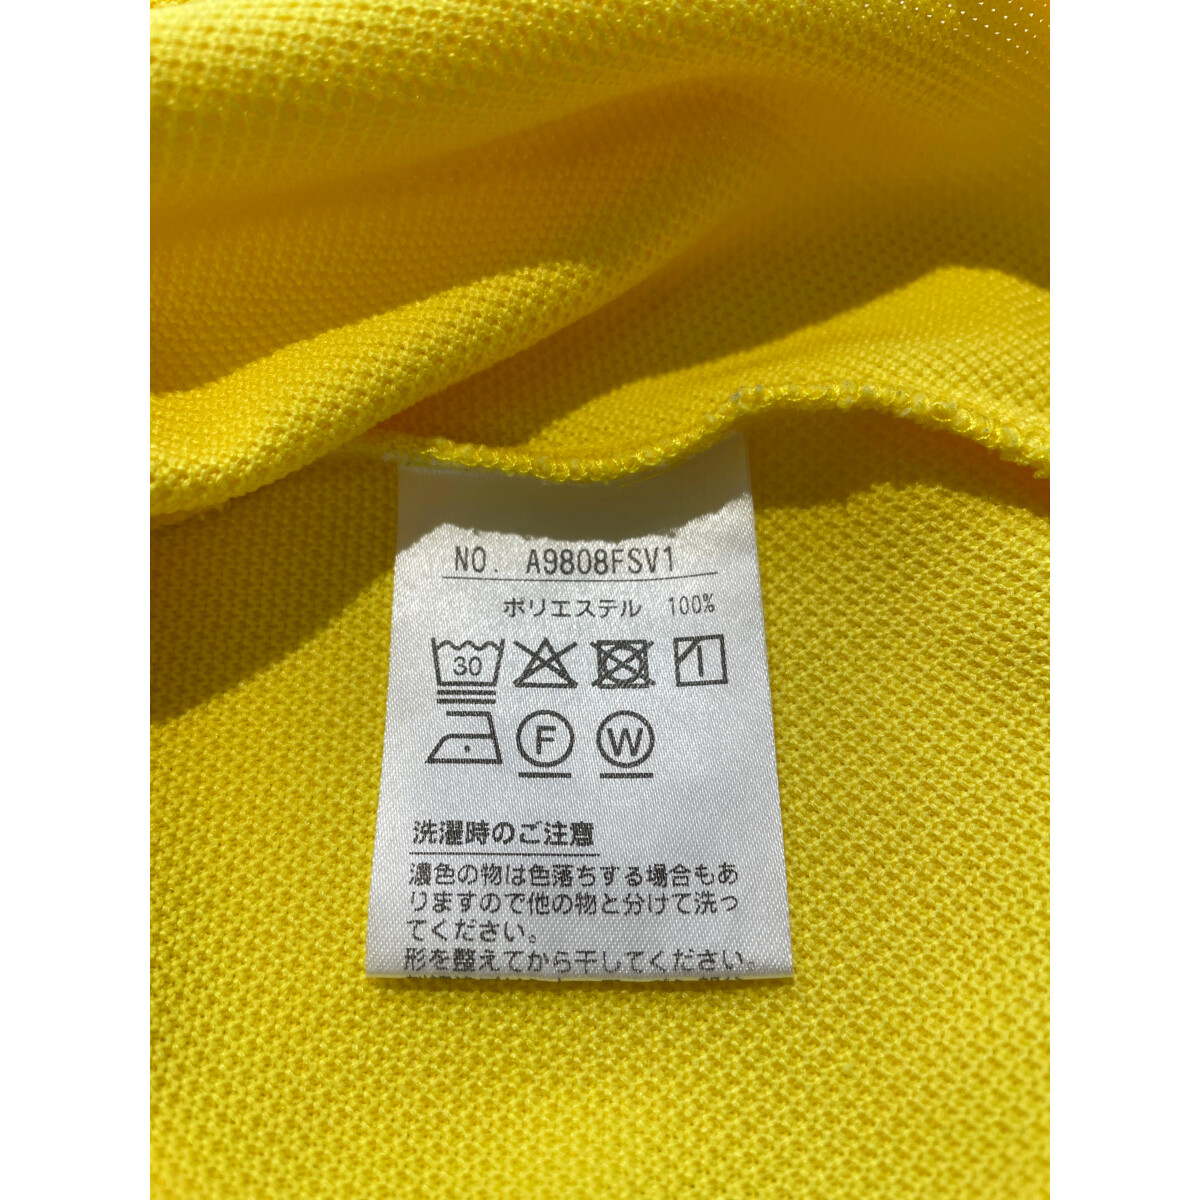 NO. A9808FSV1
ポリエステル 100%
30
F W
洗濯時のご注意
濃色の物は色落ちする場合もあ
りますので他の物と分けて洗っ
てください。
形を整えてから干してください。